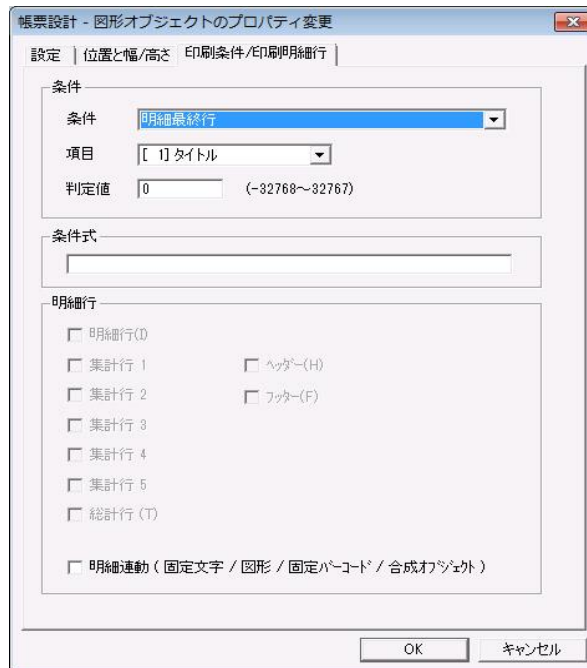 帳票設計 - 図形オブジェクトのプロパティ変更
設定 位置と幅/高さ 印刷条件/印刷明細行
条件
条件 明細最終行
項目 [ 1] タイトル
判定値 0 (-32768～32767)
条件式
明細行
明細行(I)
集計行 1 ﾍｯﾀﾞｰ(H)
集計行 2 ﾌｯﾀｰ(F)
集計行 3
集計行 4
集計行 5
総計行 (T)
明細連動 ( 固定文字 / 図形 / 固定ﾊﾞｰｺｰﾄﾞ / 合成ｵﾌﾞｼﾞｪｸﾄ )
OK キャンセル